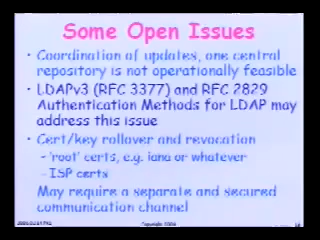 Some Open Issues
• Coordination of updates, one central
repository is not operationally feasible
• LDAPv3 (RFC 3377) and RFC 2829
Authentication Methods for LDAP may
address this issue
• Cert/key rollover and revocation
- 'root' certs, e.g. iana or whatever
- ISP certs
May require a separate and secured
communication channel
Copyright 2004